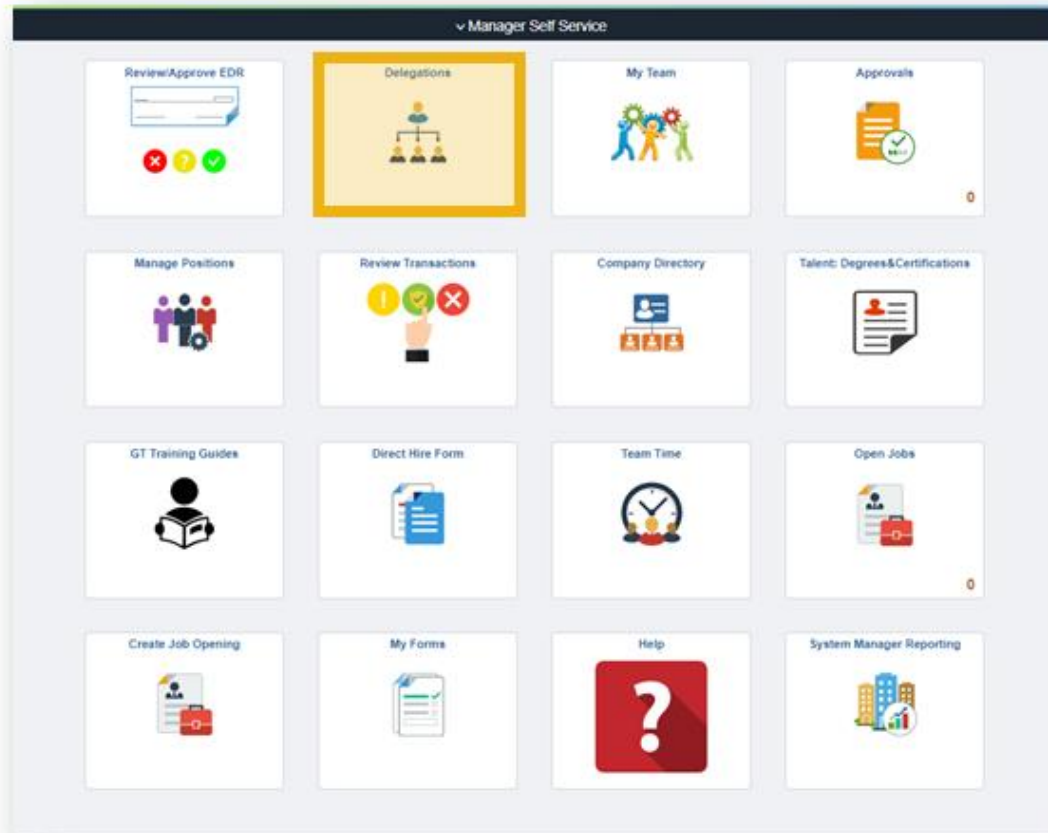 Manager Self Service
Review/Approve EDR
Delegations
My Team
Approvals
0
Manage Positions
Review Transactions
Company Directory
Talent: Degrees&Certifications
GT Training Guides
Direct Hire Form
Team Time
Open Jobs
0
Create Job Opening
My Forms
Help
System Manager Reporting